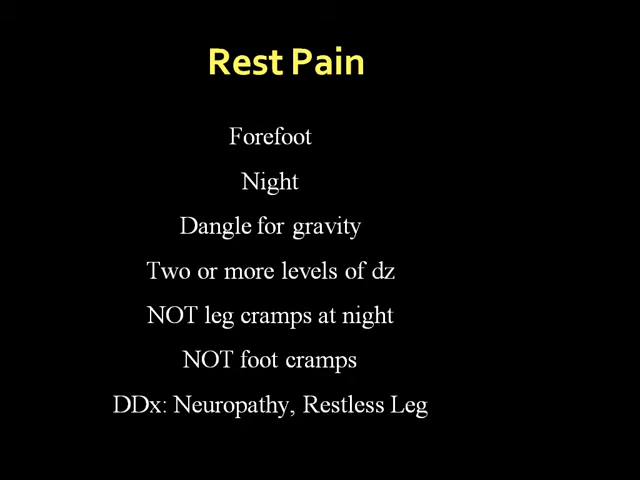 Rest Pain
Forefoot
Night
Dangle for gravity
Two or more levels of dz
NOT leg cramps at night
NOT foot cramps
DDx: Neuropathy, Restless Leg